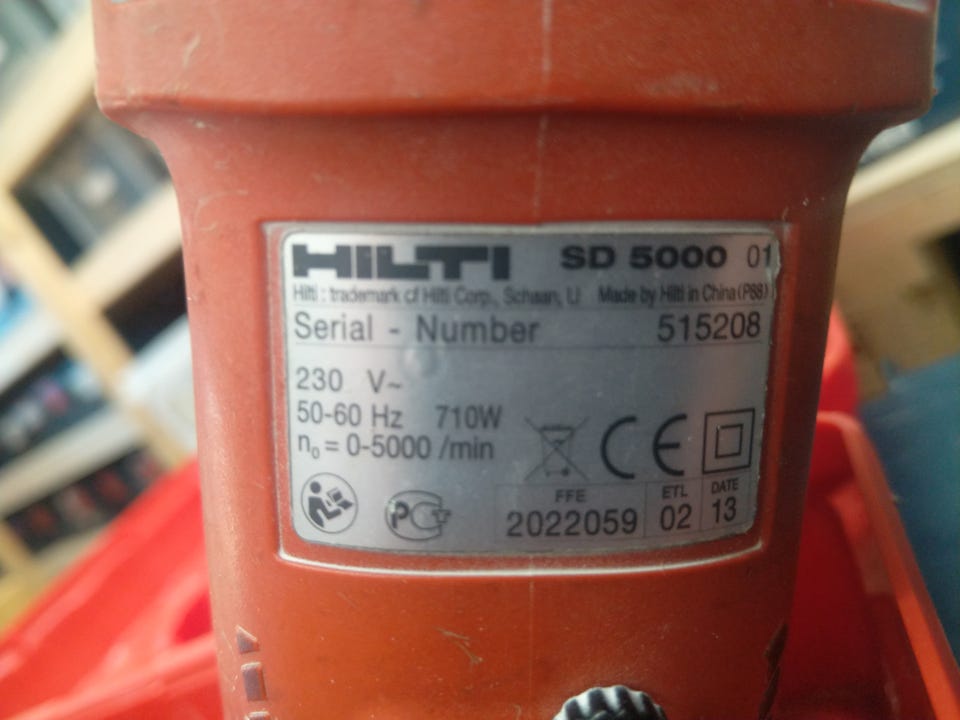 HILTI SD 5000 01
Hilti : trademark of Hilti Corp., Schaan, LI Made by Hilti in China (P88)
Serial - Number 515208
230 V~
50-60 Hz 710W
n₀ = 0-5000 /min
CE
FFE ETL DATE
2022059 02 13